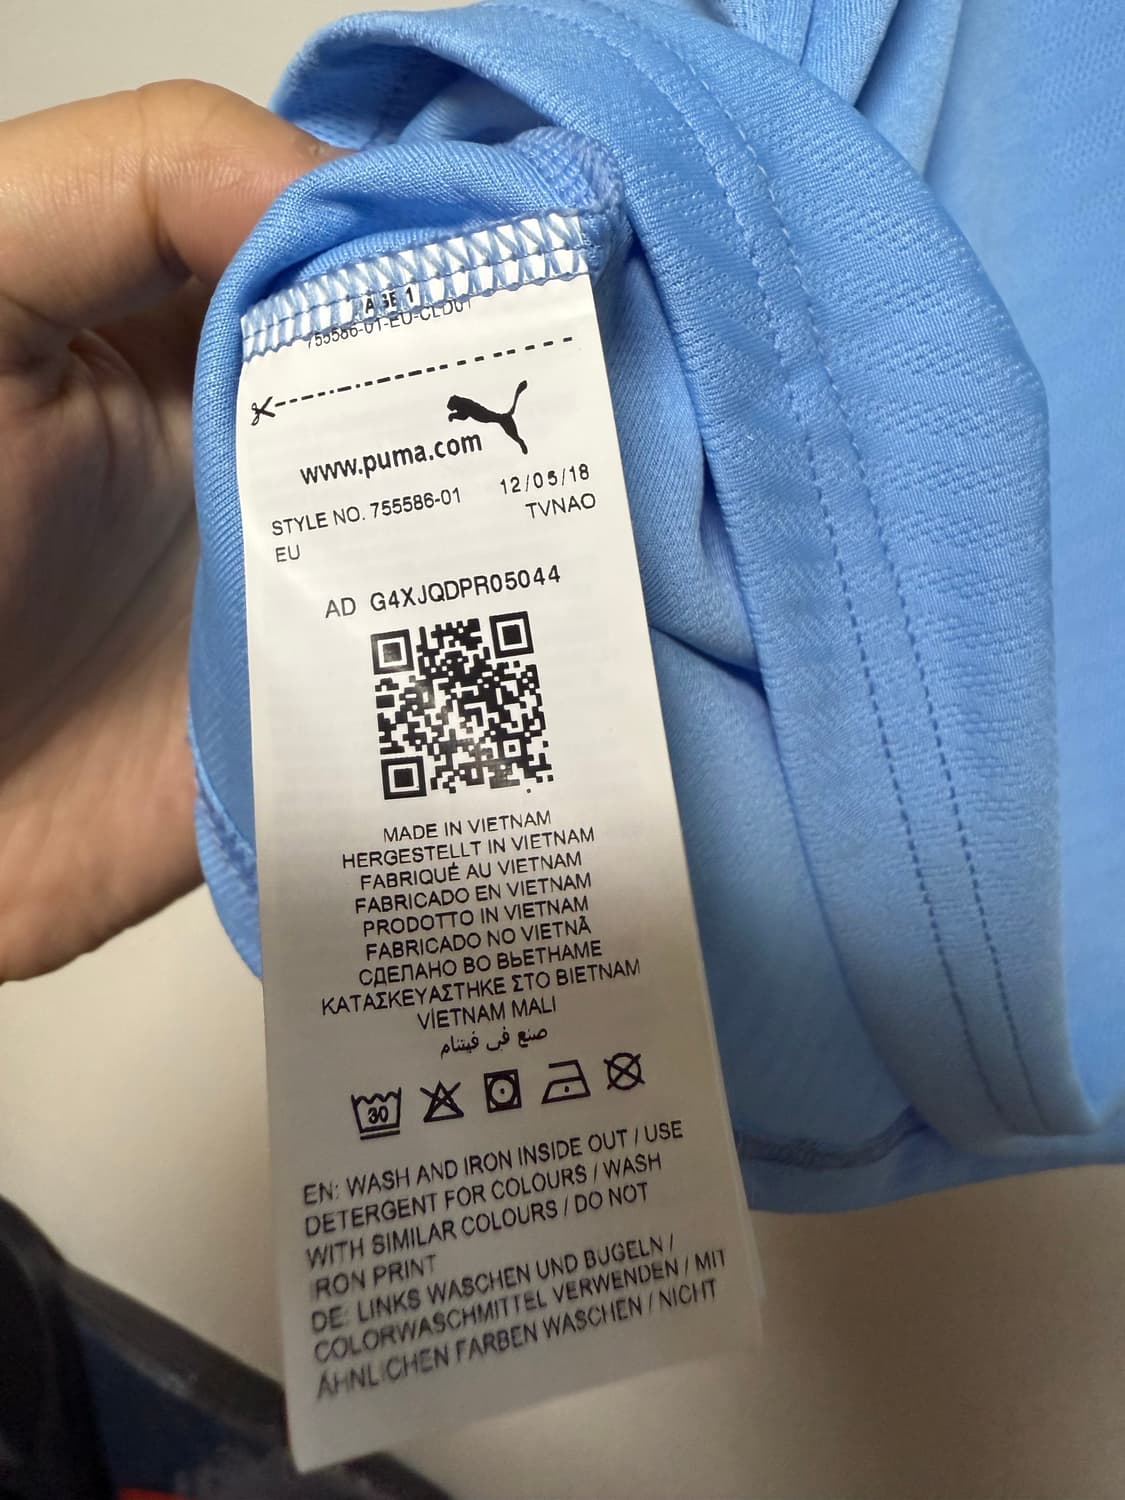 AGE 1
755586-01-EU-CLD01
www.puma.com
STYLE NO. 755586-01 12/05/18
EU TVNAO
AD G4XJQDPR05044
MADE IN VIETNAM
HERGESTELLT IN VIETNAM
FABRIQUÉ AU VIETNAM
FABRICADO EN VIETNAM
PRODOTTO IN VIETNAM
FABRICADO NO VIETNÃ
СДЕЛАНО ВО ВЬЕТНАМЕ
ΚΑΤΑΣΚΕΥΑΣΤΗΚΕ ΣΤΟ ΒΙΕΤΝΑΜ
VİETNAM MALI
صنع في فيتنام
30
EN: WASH AND IRON INSIDE OUT / USE
DETERGENT FOR COLOURS / WASH
WITH SIMILAR COLOURS / DO NOT
IRON PRINT
DE: LINKS WASCHEN UND BÜGELN /
COLORWASCHMITTEL VERWENDEN / MIT
ÄHNLICHEN FARBEN WASCHEN / NICHT